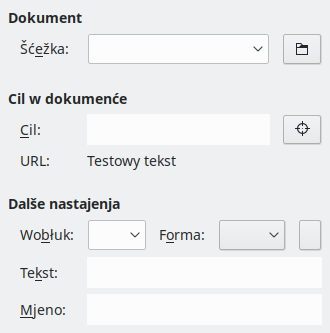 Dokument
Šćežka:
Cil w dokumenće
Cil:
URL: Testowy tekst
Dalše nastajenja
Wobłuk: Forma:
Tekst:
Mjeno: